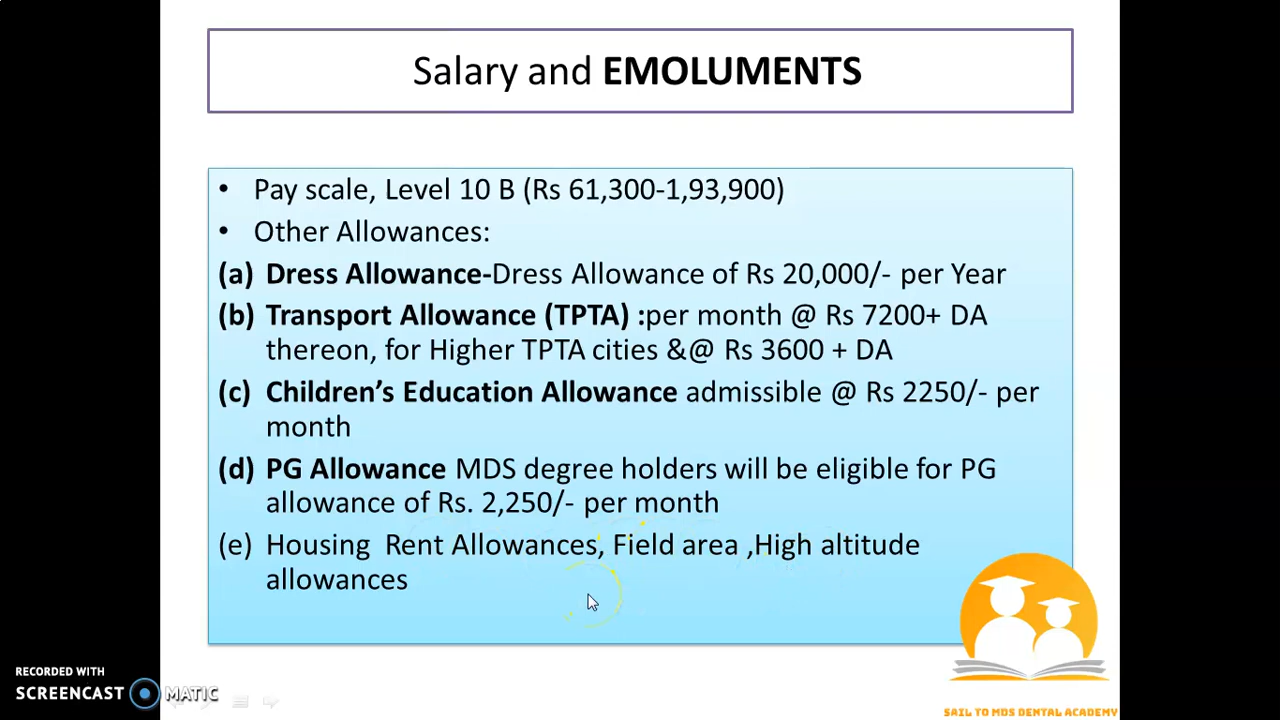 Salary and EMOLUMENTS
• Pay scale, Level 10 B (Rs 61,300-1,93,900)
• Other Allowances:
(a) Dress Allowance-Dress Allowance of Rs 20,000/- per Year
(b) Transport Allowance (TPTA) :per month @ Rs 7200+ DA
thereon, for Higher TPTA cities &@ Rs 3600 + DA
(c) Children’s Education Allowance admissible @ Rs 2250/- per
month
(d) PG Allowance MDS degree holders will be eligible for PG
allowance of Rs. 2,250/- per month
(e) Housing Rent Allowances, Field area ,High altitude
allowances
RECORDED WITH
SCREENCAST MATIC
SAIL TO MDS DENTAL ACADEMY